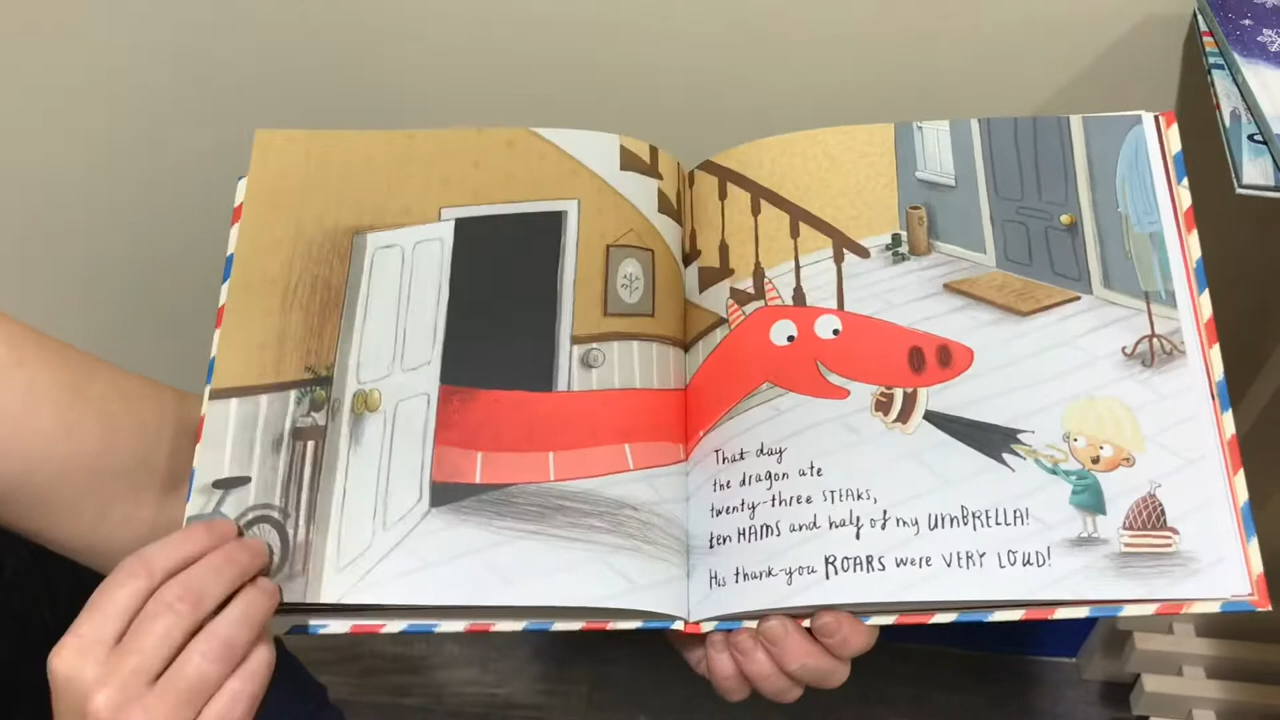 That day
the dragon ate
twenty-three STEAKS,
ten HAMS and half of my UMBRELLA!
His thank-you ROARS were VERY LOUD!